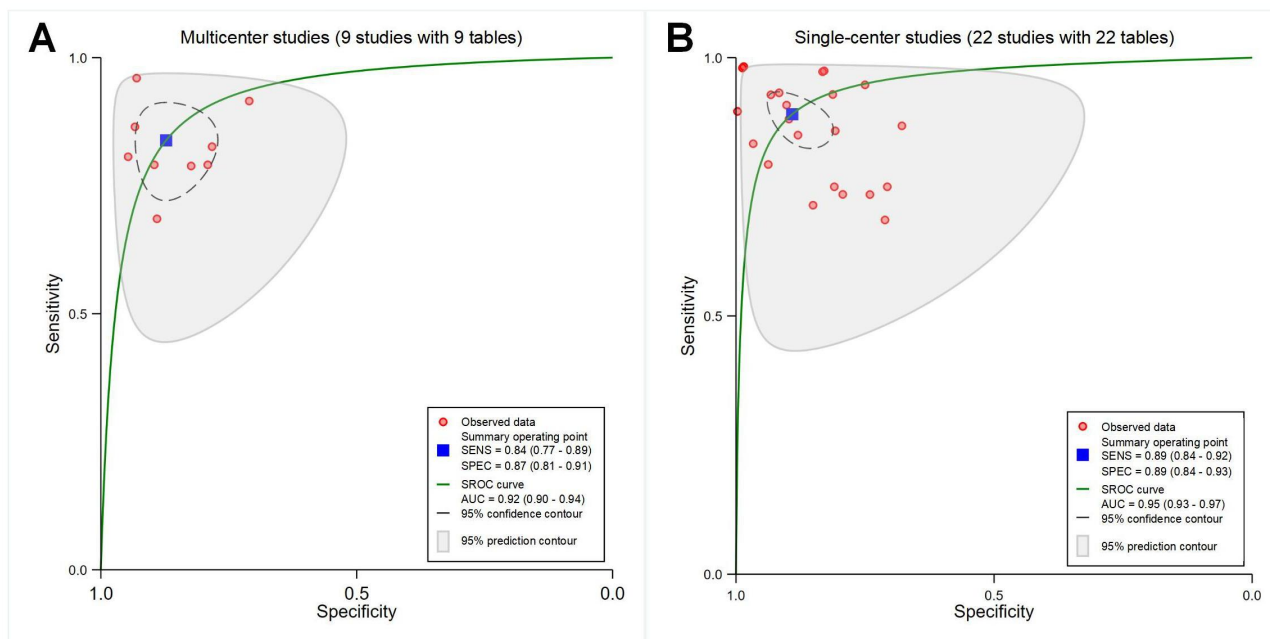 A
Multicenter studies (9 studies with 9 tables)
1.0
0.5
0.0
Sensitivity
1.0
0.5
0.0
Specificity
Observed data
Summary operating point
SENS = 0.84 (0.77 - 0.89)
SPEC = 0.87 (0.81 - 0.91)
SROC curve
AUC = 0.92 (0.90 - 0.94)
95% confidence contour
95% prediction contour
B
Single-center studies (22 studies with 22 tables)
1.0
0.5
0.0
Sensitivity
1.0
0.5
0.0
Specificity
Observed data
Summary operating point
SENS = 0.89 (0.84 - 0.92)
SPEC = 0.89 (0.84 - 0.93)
SROC curve
AUC = 0.95 (0.93 - 0.97)
95% confidence contour
95% prediction contour